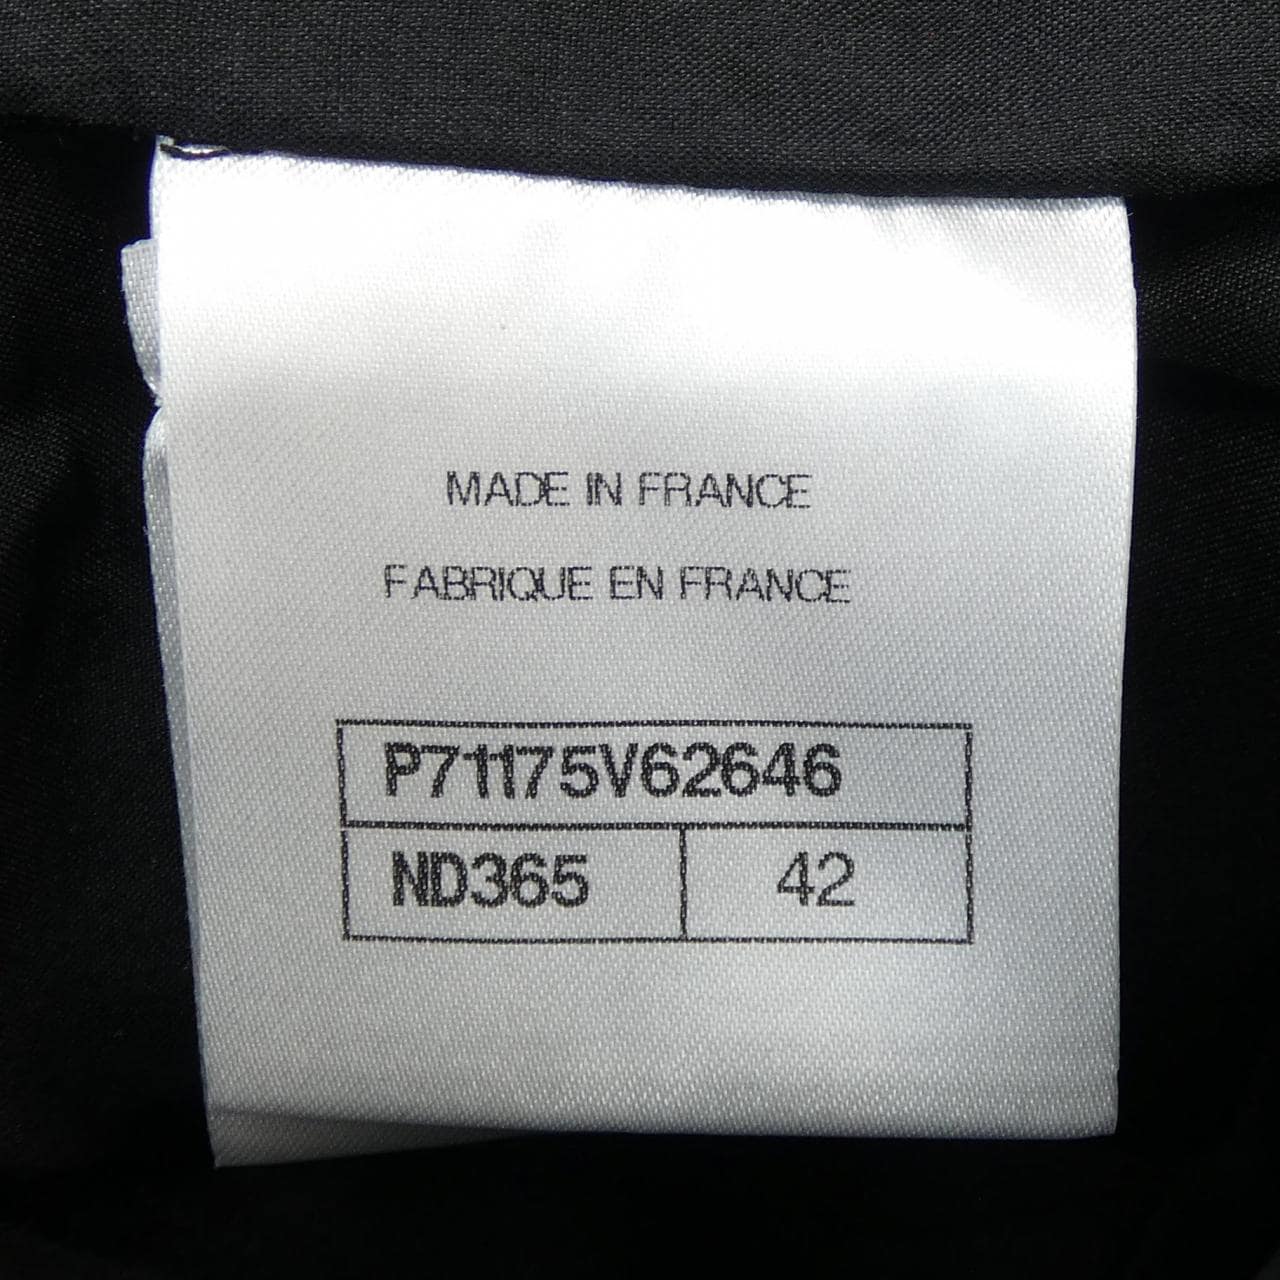 MADE IN FRANCE
FABRIQUE EN FRANCE
P71175V62646
ND365 42